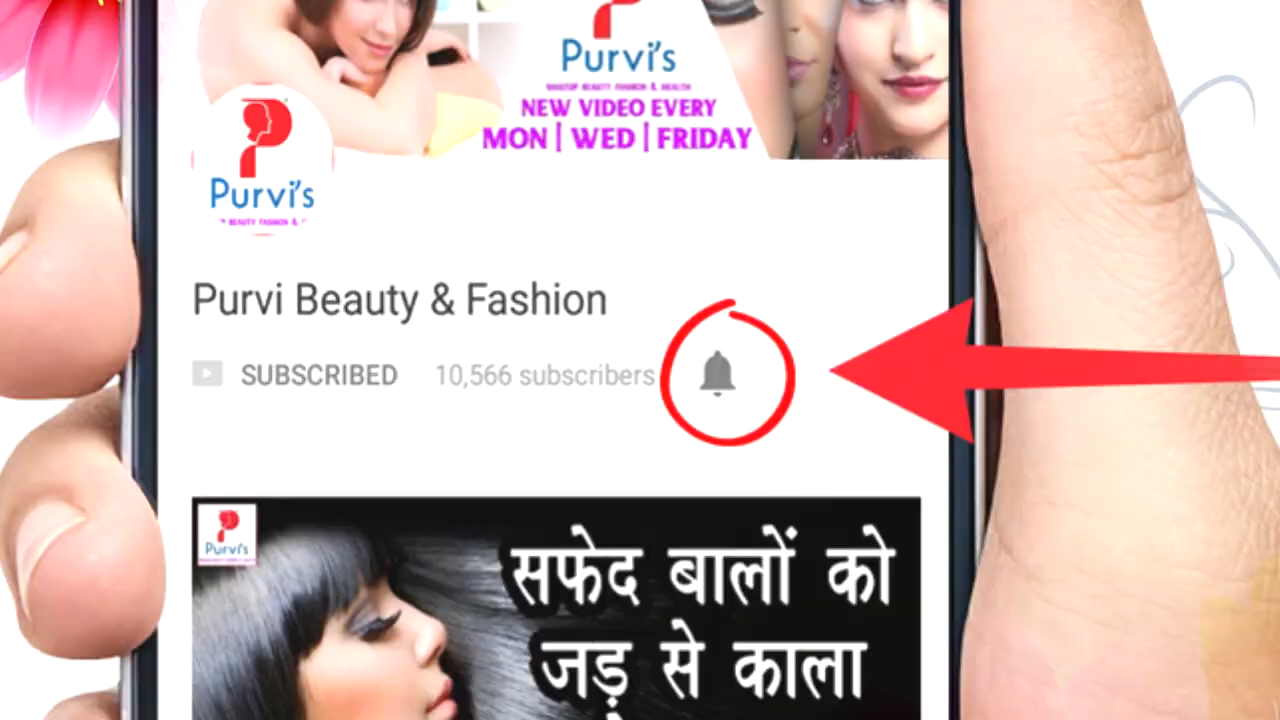 Purvi's
NEW VIDEO EVERY
MON | WED | FRIDAY
Purvi's
Purvi Beauty & Fashion
SUBSCRIBED 10,566 subscribers
Purvi's
सफेद बालों को
जड़ से काला